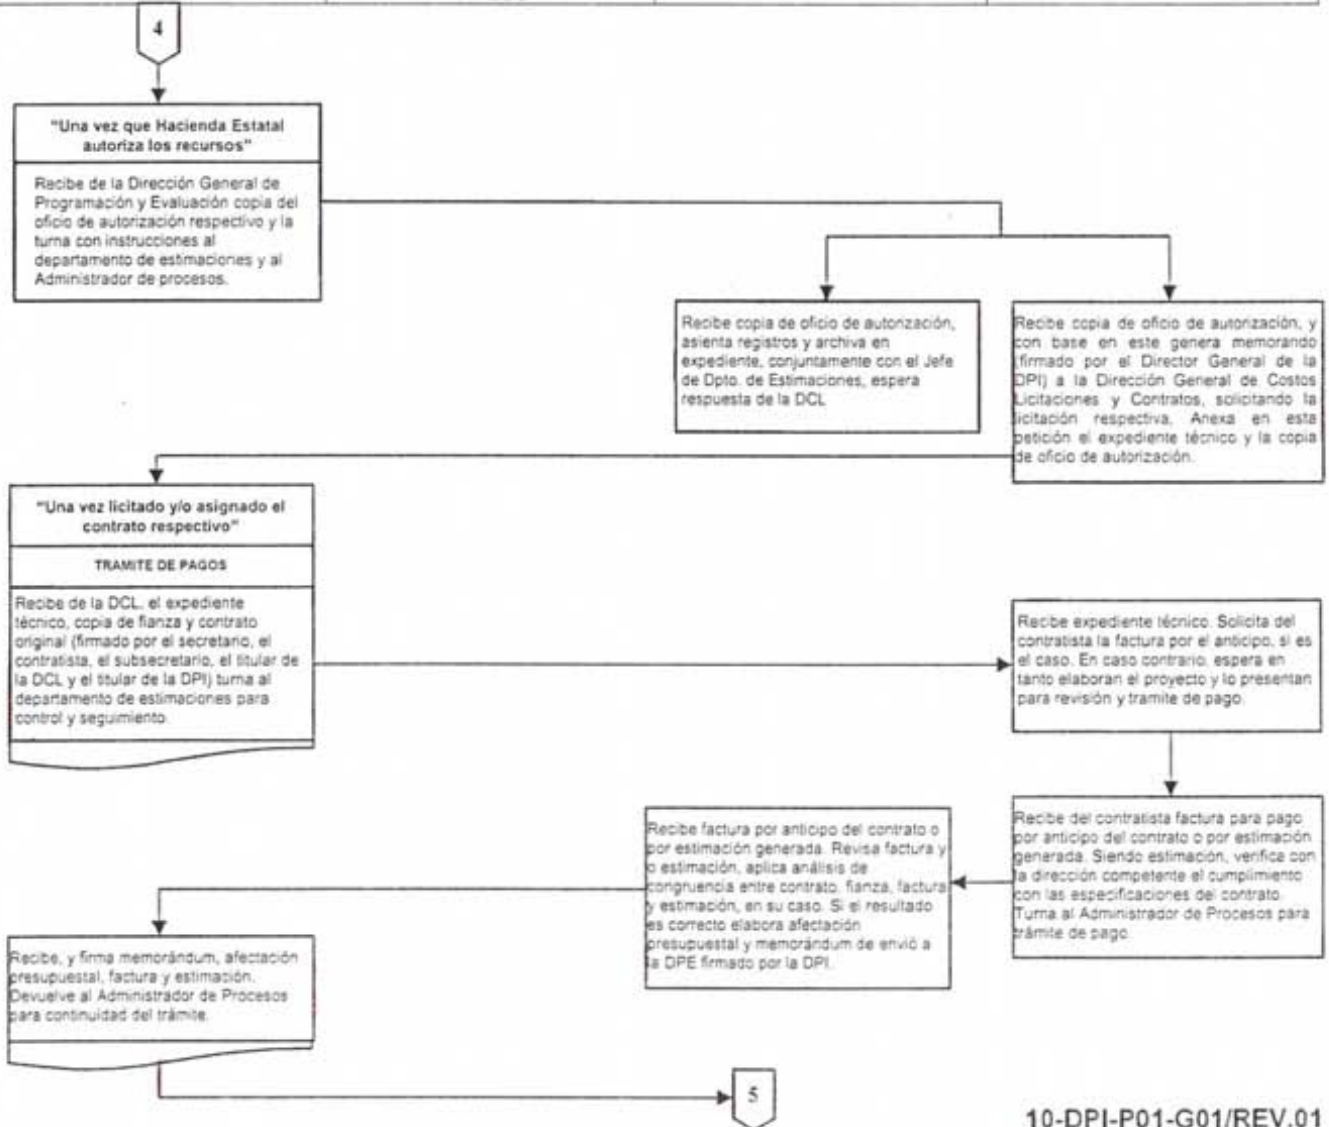 4
"Una vez que Hacienda Estatal
autoriza los recursos"
Recibe de la Dirección General de
Programación y Evaluación copia del
oficio de autorización respectivo y la
turna con instrucciones al
departamento de estimaciones y al
Administrador de procesos.
Recibe copia de oficio de autorización,
asienta registros y archiva en
expediente, conjuntamente con el Jefe
de Dpto. de Estimaciones, espera
respuesta de la DCL
Recibe copia de oficio de autorización, y
con base en este genera memorando
(firmado por el Director General de la
DPI) a la Dirección General de Costos
Licitaciones y Contratos, solicitando la
licitación respectiva, Anexa en esta
petición el expediente técnico y la copia
de oficio de autorización.
"Una vez licitado y/o asignado el
contrato respectivo"
TRAMITE DE PAGOS
Recibe de la DCL, el expediente
técnico, copia de fianza y contrato
original (firmado por el secretario, el
contratista, el subsecretario, el titular de
la DCL y el titular de la DPI) turna al
departamento de estimaciones para
control y seguimiento.
Recibe expediente técnico. Solicita del
contratista la factura por el anticipo, si es
el caso. En caso contrario, espera en
tanto elaboran el proyecto y lo presentan
para revisión y tramite de pago.
Recibe del contratista factura para pago
por anticipo del contrato o por estimación
generada. Siendo estimación, verifica con
la dirección competente el cumplimiento
con las especificaciones del contrato.
Turna al Administrador de Procesos para
trámite de pago.
Recibe factura por anticipo del contrato o
por estimación generada. Revisa factura y
o estimación, aplica análisis de
congruencia entre contrato, fianza, factura
y estimación, en su caso. Si el resultado
es correcto elabora afectación
presupuestal y memorándum de envió a
la DPE firmado por la DPI.
Recibe, y firma memorándum, afectación
presupuestal, factura y estimación.
Devuelve al Administrador de Procesos
para continuidad del trámite.
5
10-DPI-P01-G01/REV.01